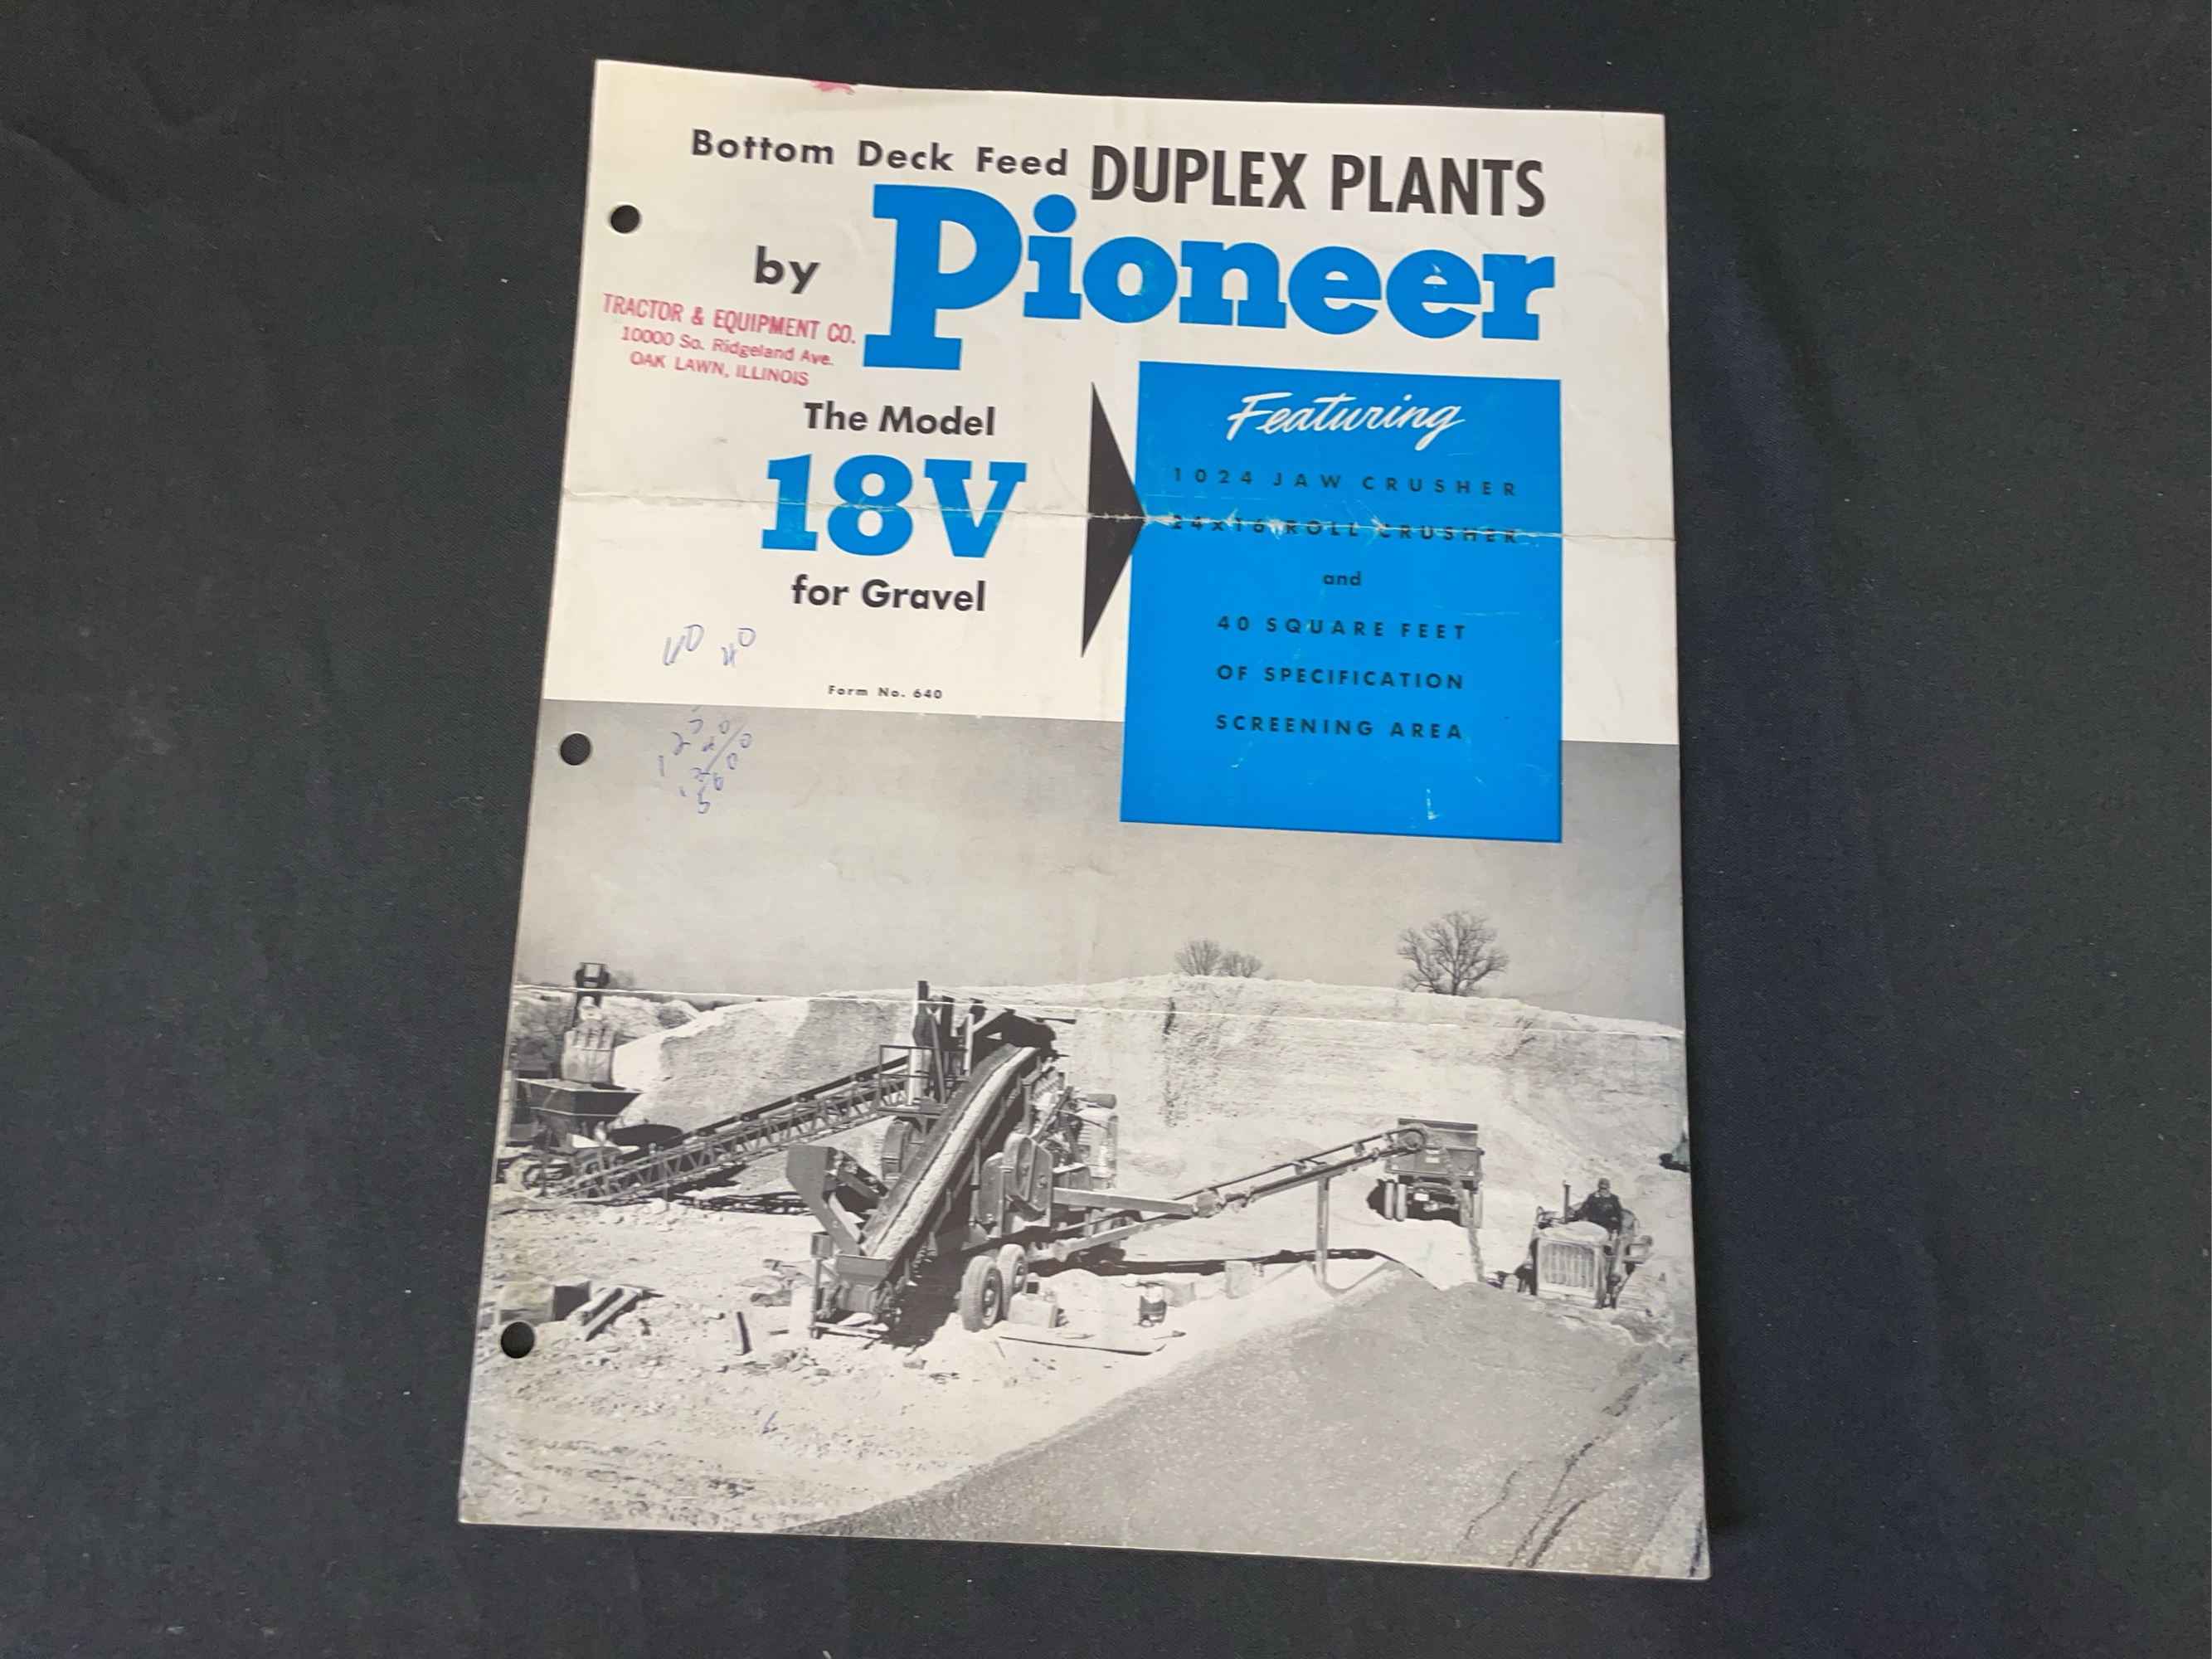 Bottom Deck Feed DUPLEX PLANTS
by Pioneer
TRACTOR & EQUIPMENT CO.
10000 So. Ridgeland Ave.
OAK LAWN, ILLINOIS
The Model
18V
for Gravel
Form No. 640
Featuring
1024 JAW CRUSHER
24x16 ROLL CRUSHER
and
40 SQUARE FEET
OF SPECIFICATION
SCREENING AREA